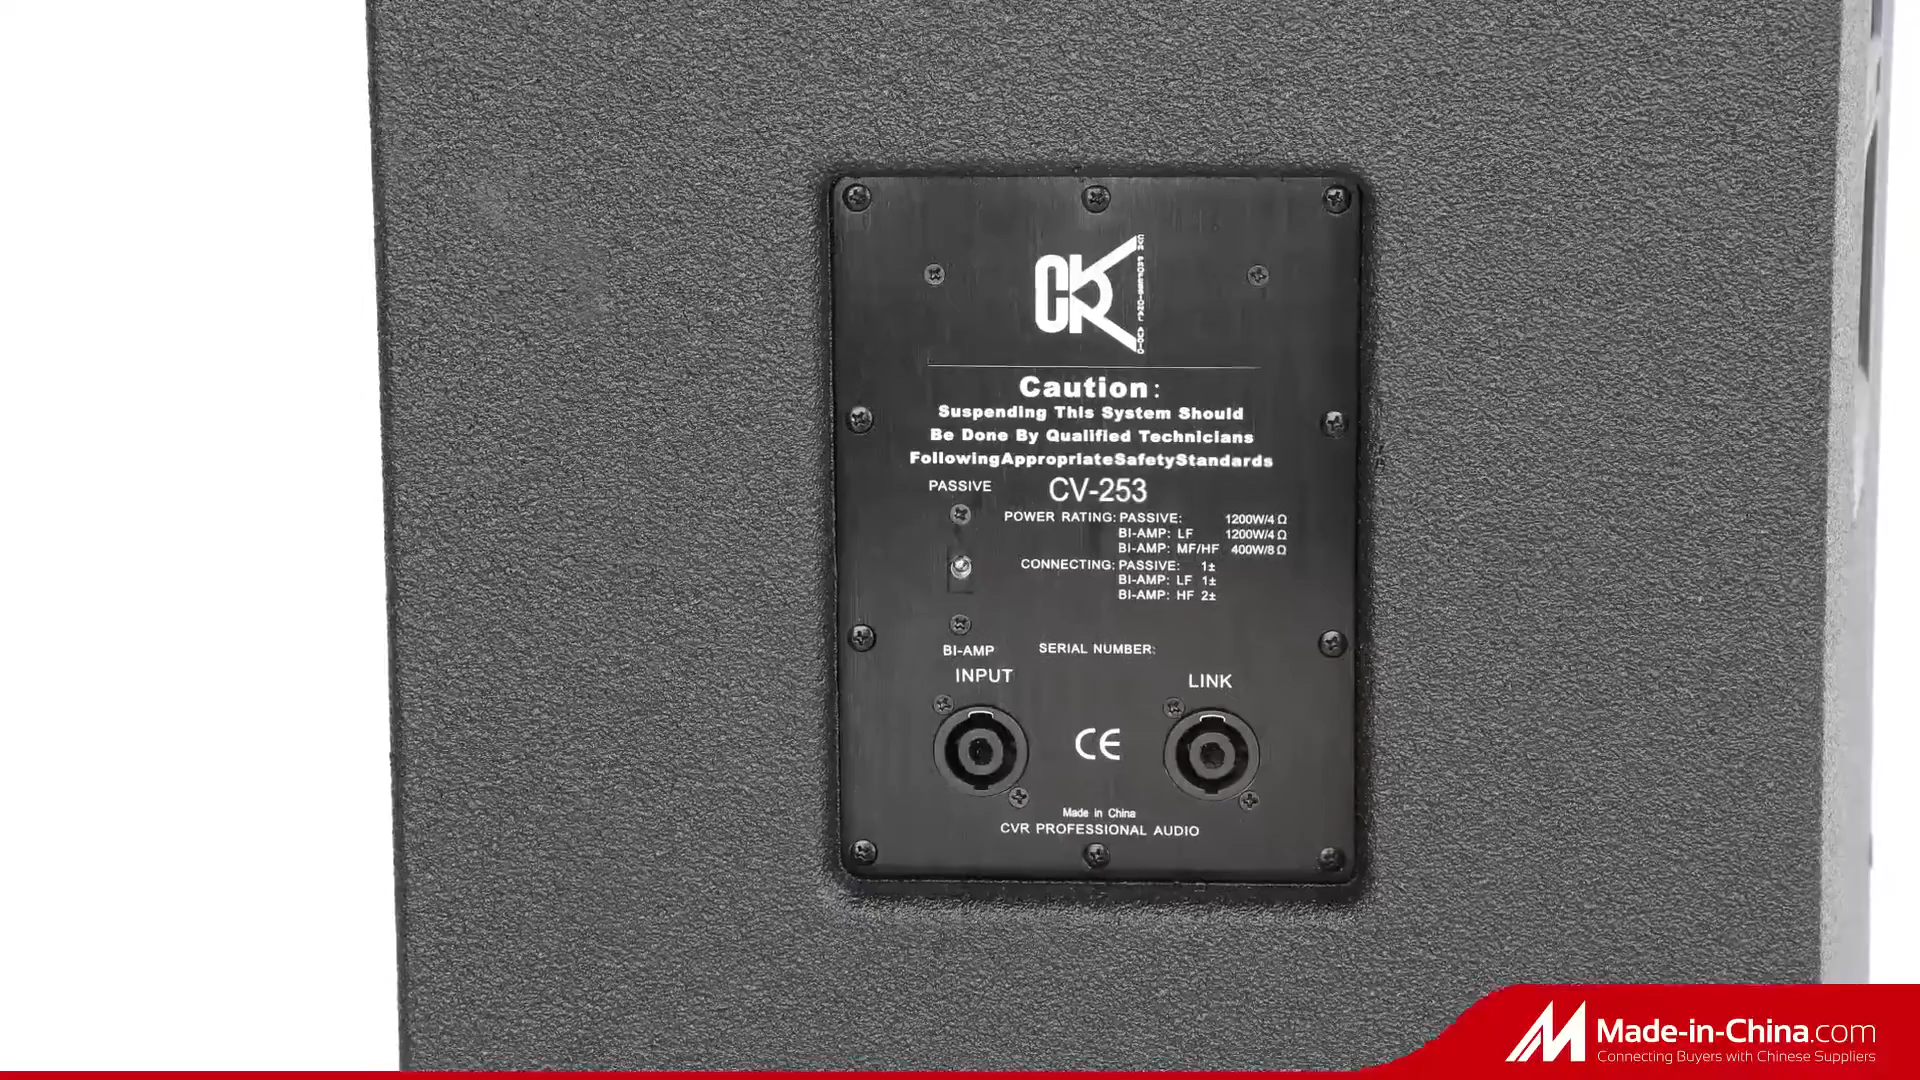 CVR PROFESSIONAL AUDIO
Caution:
Suspending This System Should
Be Done By Qualified Technicians
FollowingAppropriateSafetyStandards
PASSIVE
CV-253
POWER RATING: PASSIVE: 1200W/4Ω
BI-AMP: LF 1200W/4Ω
BI-AMP: MF/HF 400W/8Ω
CONNECTING: PASSIVE: 1±
BI-AMP: LF 1±
BI-AMP: HF 2±
BI-AMP
SERIAL NUMBER:
INPUT
LINK
CE
Made in China
CVR PROFESSIONAL AUDIO
Made-in-China.com
Connecting Buyers with Chinese Suppliers